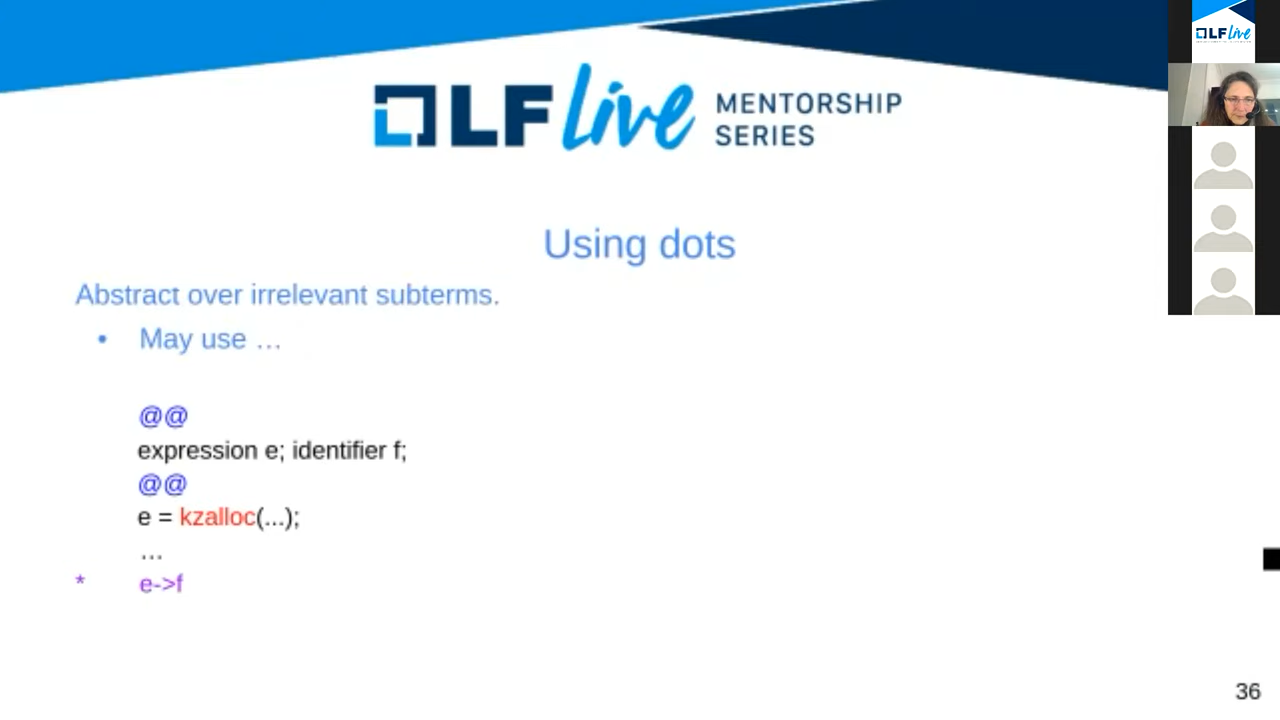 LF live MENTORSHIP
SERIES
LF live
Using dots
Abstract over irrelevant subterms.
• May use …
@@
expression e; identifier f;
@@
e = kzalloc(...);
…
* e->f
36